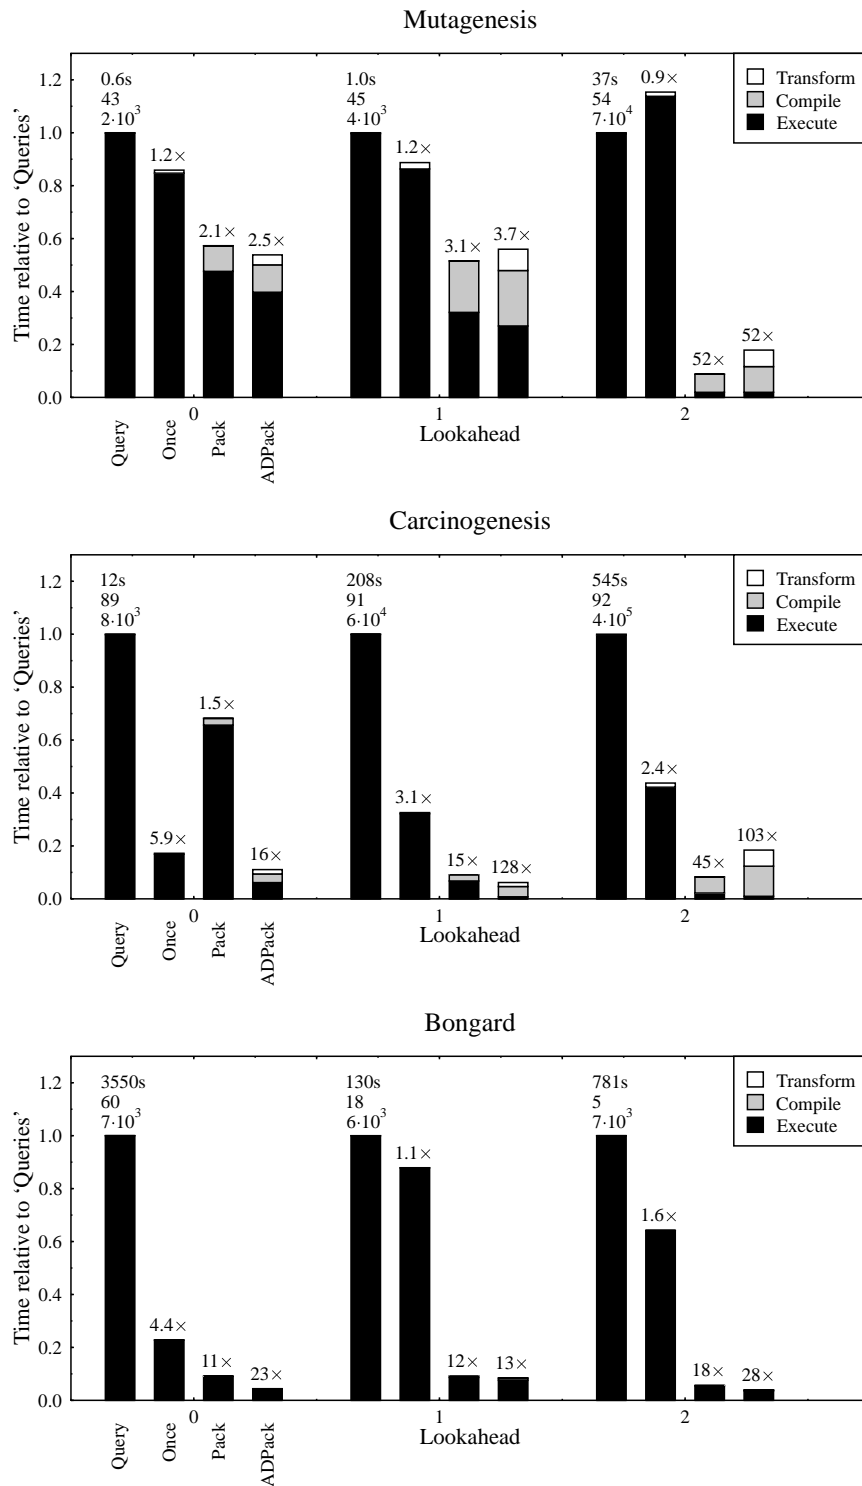 Mutagenesis
Time relative to ‘Queries’
1.2
1.0
0.8
0.6
0.4
0.2
0.0
0.6s
43
2·10³
1.2×
2.1×
2.5×
1.0s
45
4·10³
1.2×
3.1×
3.7×
37s
54
7·10⁴
0.9×
52×
52×
Transform
Compile
Execute
0
1
2
Query
Once
Pack
ADPack
Lookahead
Carcinogenesis
Time relative to ‘Queries’
1.2
1.0
0.8
0.6
0.4
0.2
0.0
12s
89
8·10³
5.9×
1.5×
16×
208s
91
6·10⁴
3.1×
15×
128×
545s
92
4·10⁵
2.4×
45×
103×
Transform
Compile
Execute
0
1
2
Query
Once
Pack
ADPack
Lookahead
Bongard
Time relative to ‘Queries’
1.2
1.0
0.8
0.6
0.4
0.2
0.0
3550s
60
7·10³
4.4×
11×
23×
130s
18
6·10³
1.1×
12×
13×
781s
5
7·10³
1.6×
18×
28×
Transform
Compile
Execute
0
1
2
Query
Once
Pack
ADPack
Lookahead